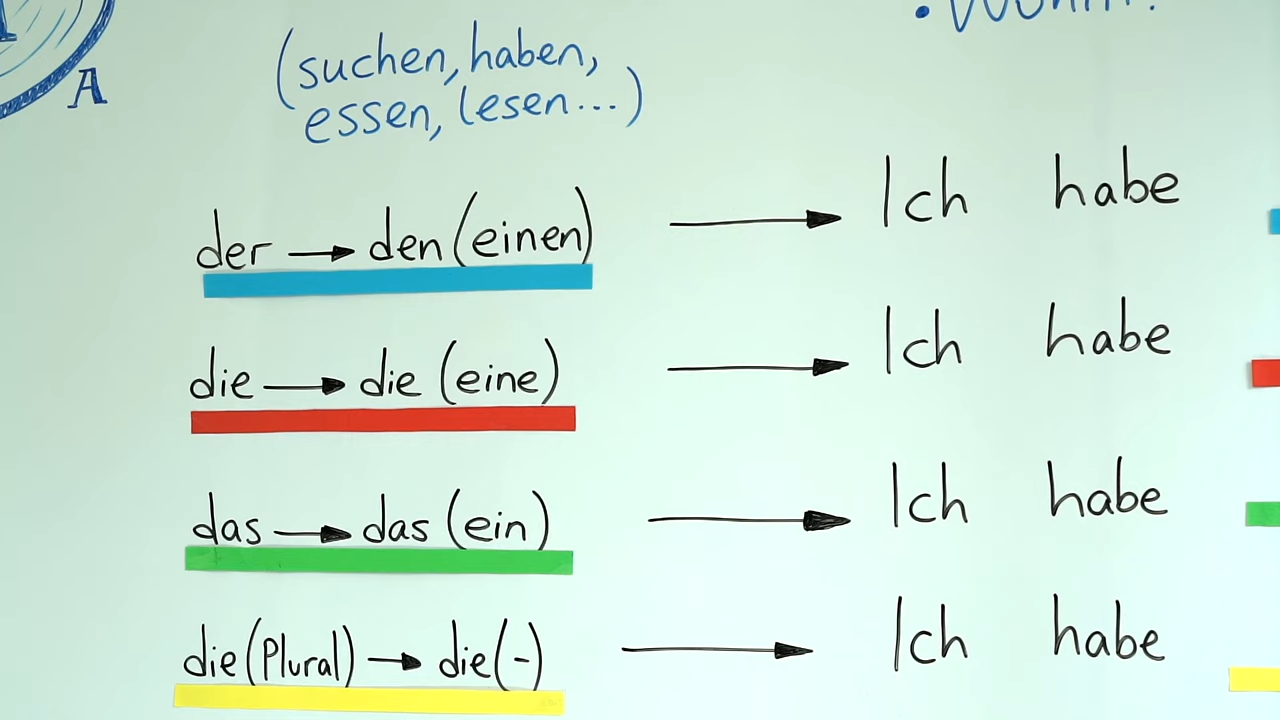 A
(suchen, haben,
essen, lesen...)
der → den (einen) → Ich habe
die → die (eine) → Ich habe
das → das (ein) → Ich habe
die (Plural) → die (-) → Ich habe